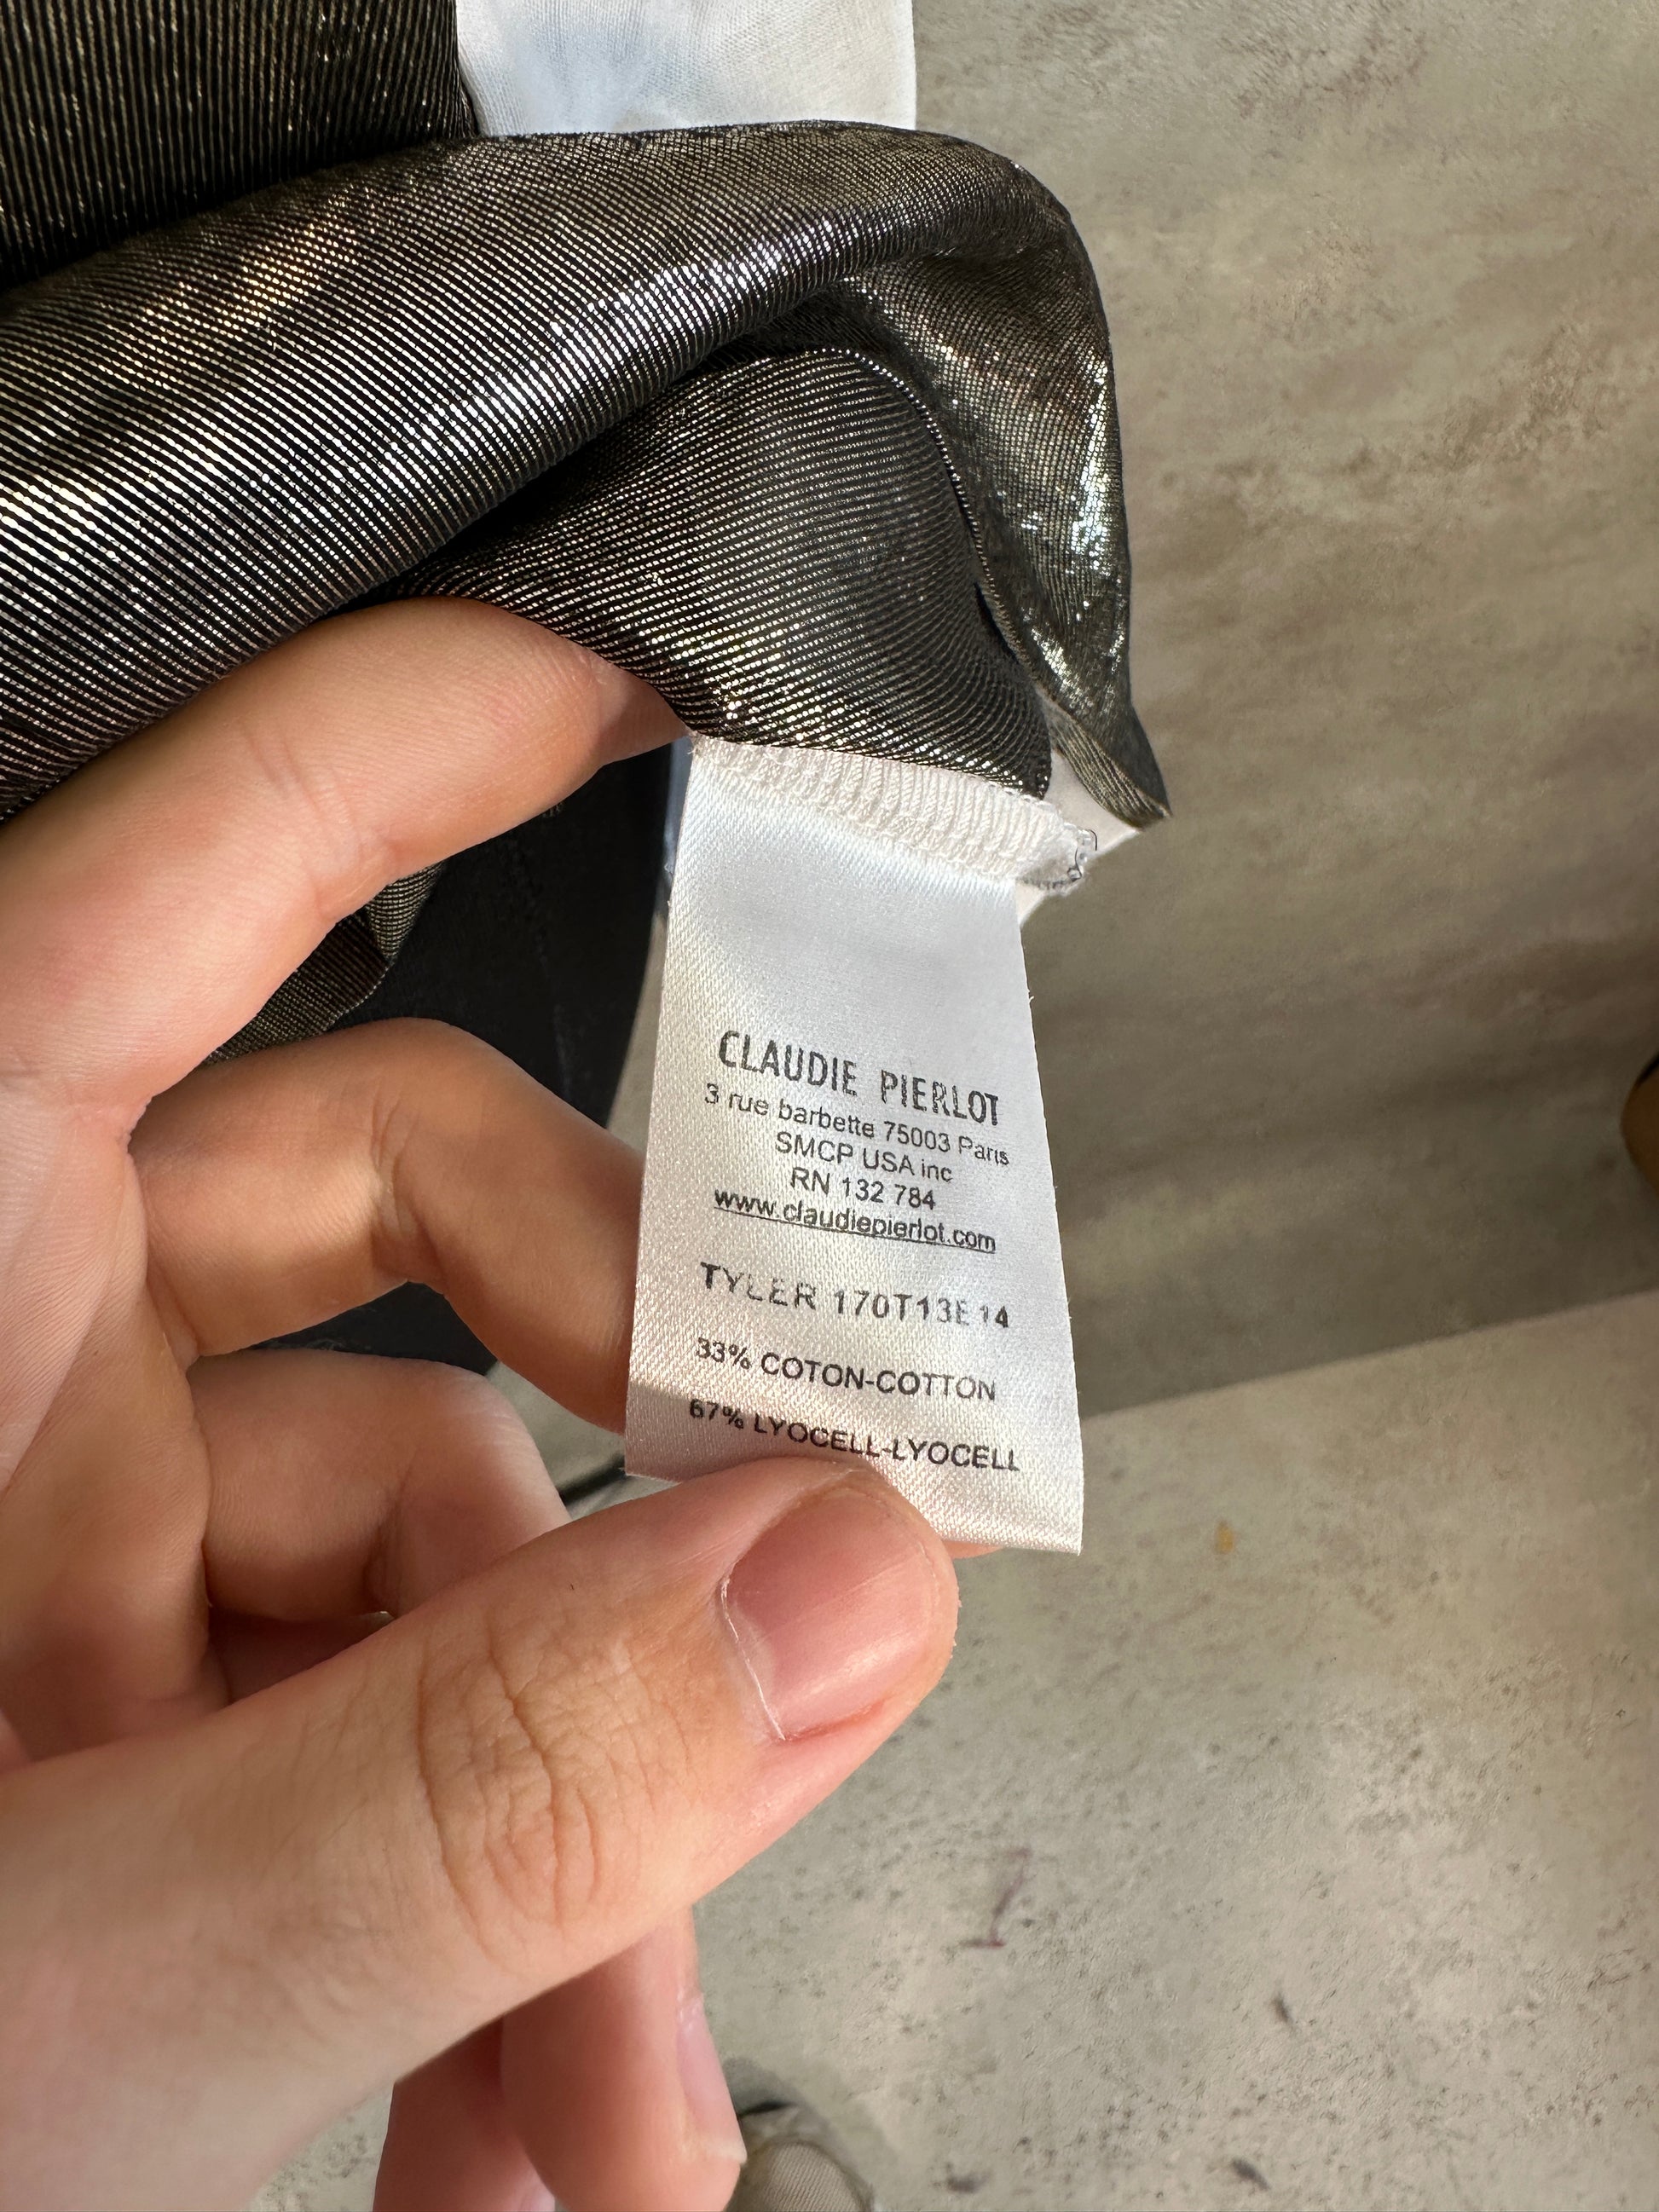 CLAUDIE PIERLOT
3 rue barbette 75003 Paris
SMCP USA inc
RN 132 784
www.claudiepierlot.com
TYLER 170T13E14
33% COTON-COTTON
67% LYOCELL-LYOCELL